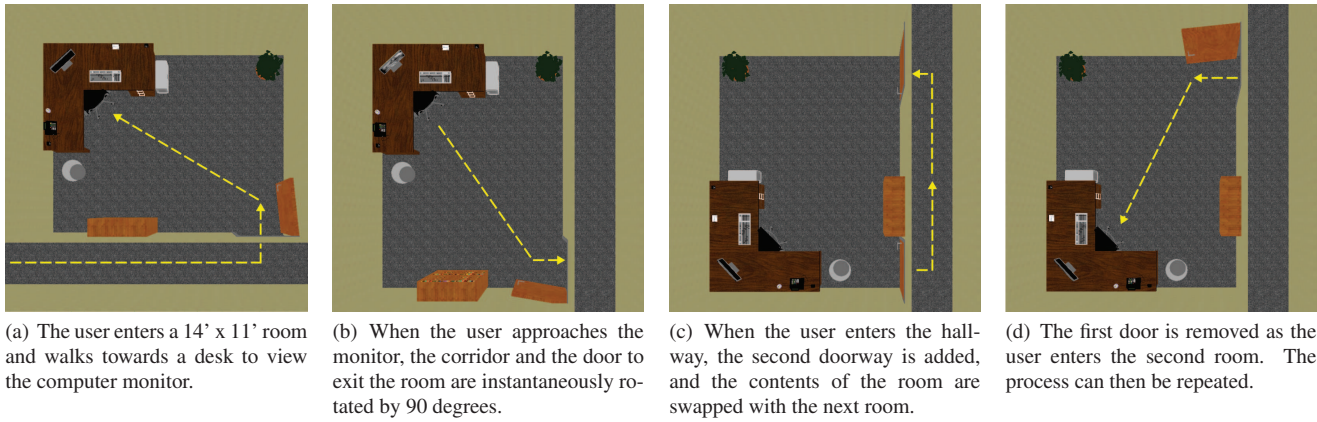 (a) The user enters a 14’ x 11’ room
and walks towards a desk to view
the computer monitor.
(b) When the user approaches the
monitor, the corridor and the door to
exit the room are instantaneously ro-
tated by 90 degrees.
(c) When the user enters the hall-
way, the second doorway is added,
and the contents of the room are
swapped with the next room.
(d) The first door is removed as the
user enters the second room. The
process can then be repeated.